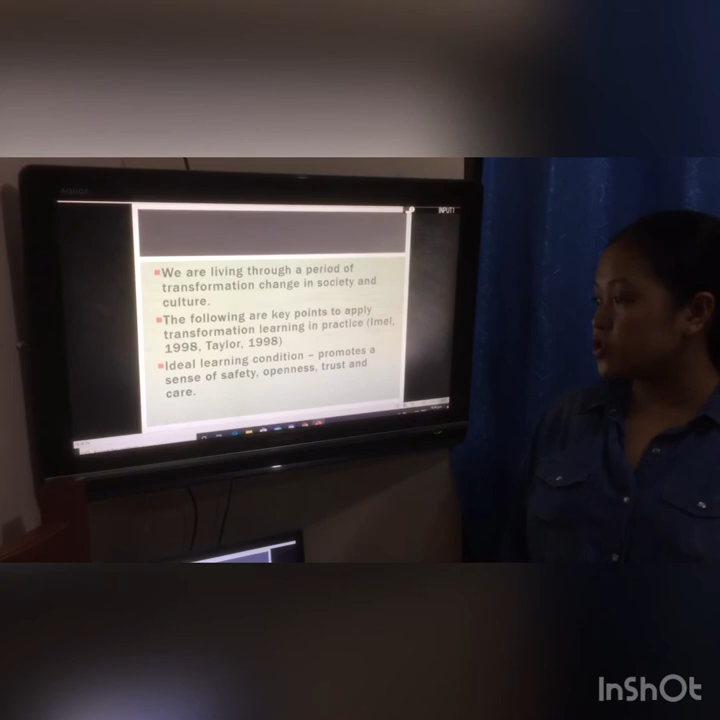 INPUT1
We are living through a period of
transformation change in society and
culture.
The following are key points to apply
transformation learning in practice (Imel,
1998, Taylor, 1998)
Ideal learning condition – promotes a
sense of safety, openness, trust and
care.
InShOt